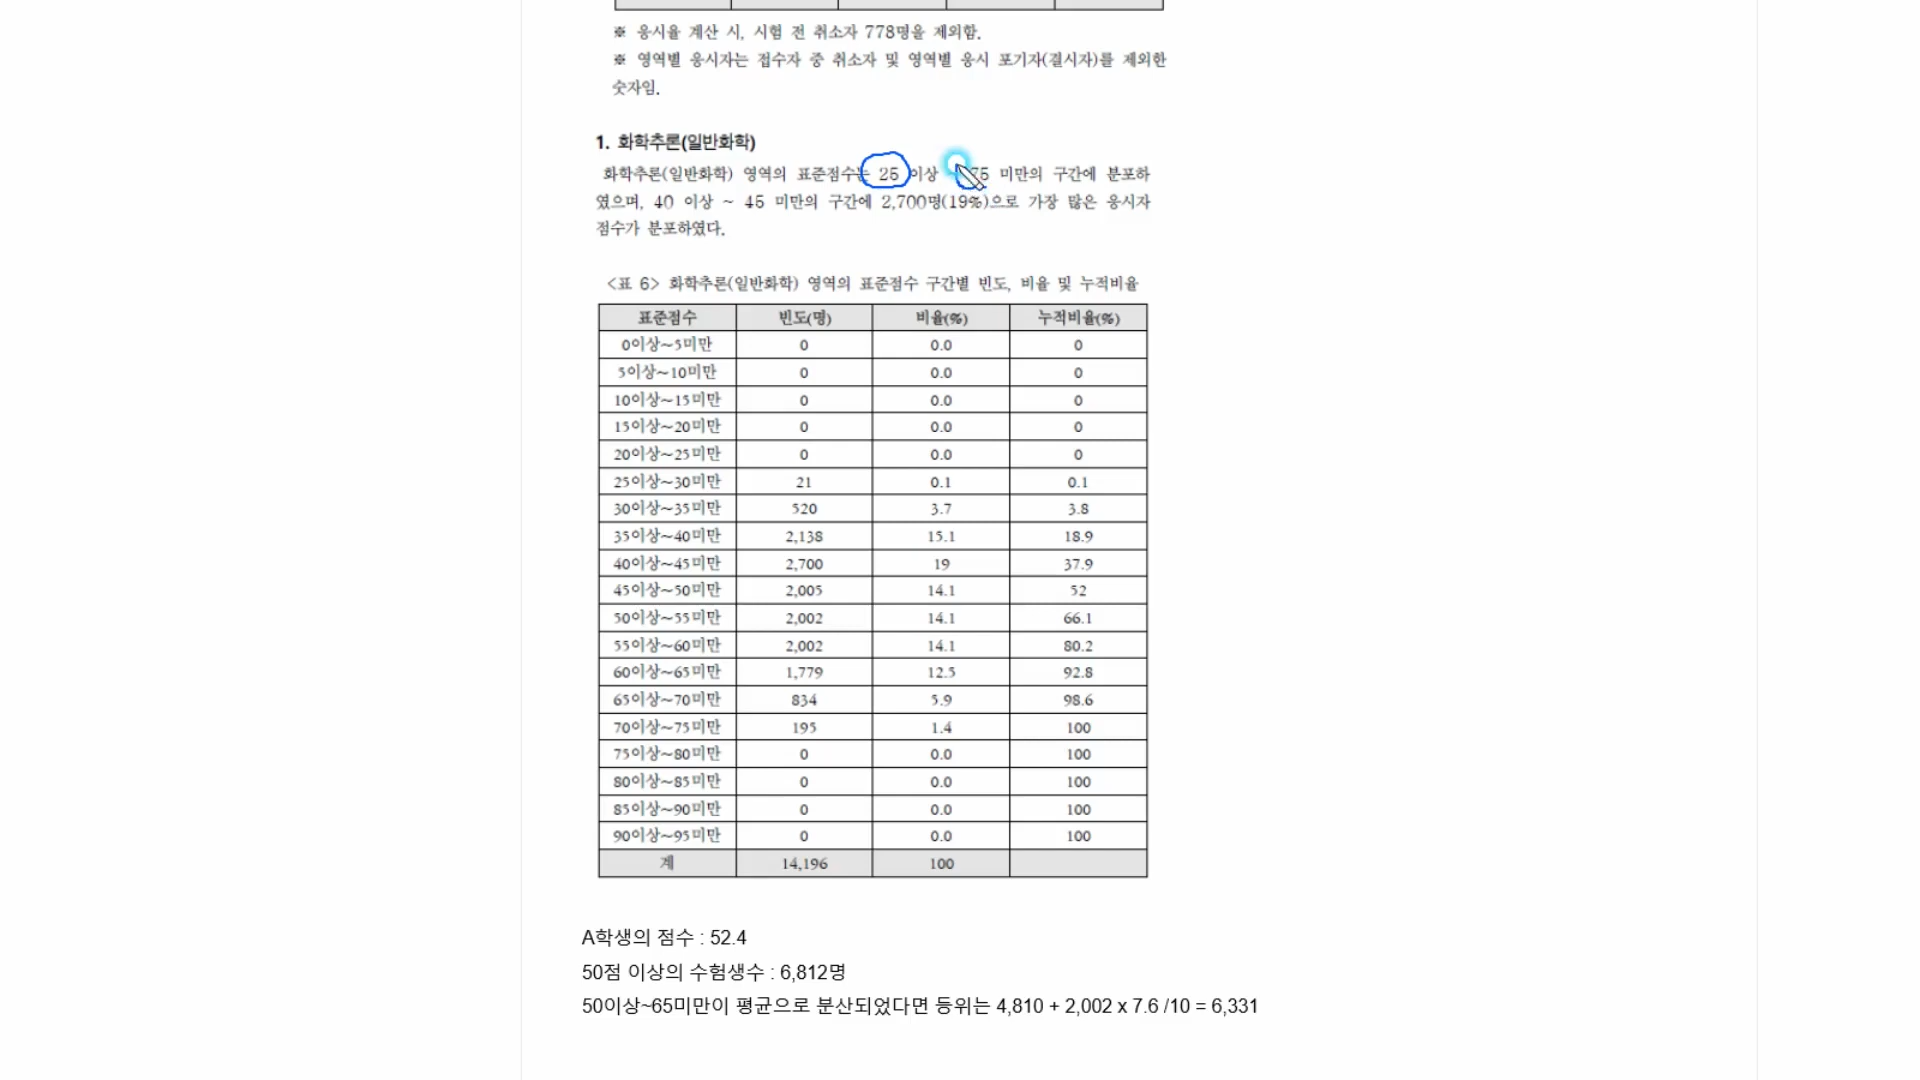 ※ 응시율 계산 시, 시험 전 취소자 778명을 제외함.
※ 영역별 응시자는 접수자 중 취소자 및 영역별 응시 포기자(결시자)를 제외한
숫자임.
1. 화학추론(일반화학)
화학추론(일반화학) 영역의 표준점수는 25 이상 75 미만의 구간에 분포하
였으며, 40 이상 ~ 45 미만의 구간에 2,700명(19%)으로 가장 많은 응시자
점수가 분포하였다.
<표 6> 화학추론(일반화학) 영역의 표준점수 구간별 빈도, 비율 및 누적비율
표준점수 빈도(명) 비율(%) 누적비율(%)
0이상~5미만 0 0.0 0
5이상~10미만 0 0.0 0
10이상~15미만 0 0.0 0
15이상~20미만 0 0.0 0
20이상~25미만 0 0.0 0
25이상~30미만 21 0.1 0.1
30이상~35미만 520 3.7 3.8
35이상~40미만 2,138 15.1 18.9
40이상~45미만 2,700 19 37.9
45이상~50미만 2,005 14.1 52
50이상~55미만 2,002 14.1 66.1
55이상~60미만 2,002 14.1 80.2
60이상~65미만 1,779 12.5 92.8
65이상~70미만 834 5.9 98.6
70이상~75미만 195 1.4 100
75이상~80미만 0 0.0 100
80이상~85미만 0 0.0 100
85이상~90미만 0 0.0 100
90이상~95미만 0 0.0 100
계 14,196 100
A학생의 점수 : 52.4
50점 이상의 수험생수 : 6,812명
50이상~65미만이 평균으로 분산되었다면 등위는 4,810 + 2,002 x 7.6 /10 = 6,331